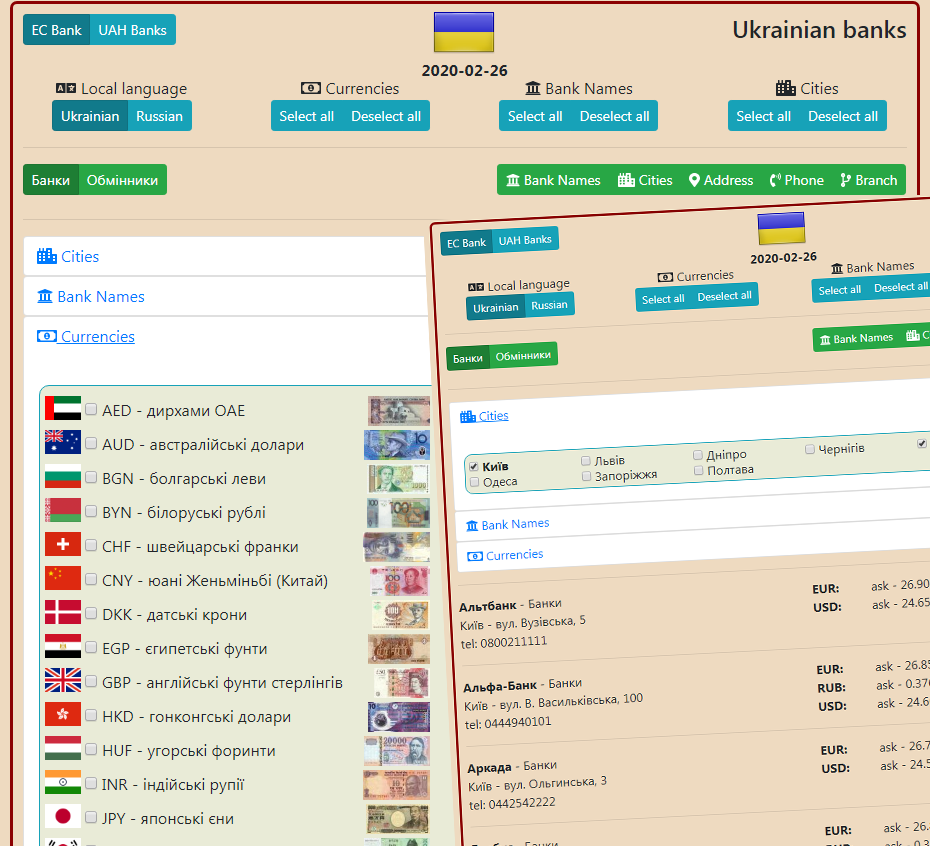 EC Bank UAH Banks
Ukrainian banks
2020-02-26
Local language Currencies Bank Names Cities
Ukrainian Russian Select all Deselect all Select all Deselect all Select all Deselect all
Банки Обмінники Bank Names Cities Address Phone Branch
Cities
Bank Names
Currencies
AED - дирхами ОАЕ
AUD - австралійські долари
BGN - болгарські леви
BYN - білоруські рублі
CHF - швейцарські франки
CNY - юані Женьміньбі (Китай)
DKK - датські крони
EGP - єгипетські фунти
GBP - англійські фунти стерлінгів
HKD - гонконгські долари
HUF - угорські форинти
INR - індійські рупії
JPY - японські єни
EC Bank UAH Banks
2020-02-26
Local language Currencies Bank Names
Ukrainian Russian Select all Deselect all Select all Deselect all
Банки Обмінники Bank Names C
Cities
Київ Львів Дніпро Чернігів
Одеса Запоріжжя Полтава
Bank Names
Currencies
Альтбанк - Банки EUR: ask - 26.90
Київ - вул. Вузівська, 5 USD: ask - 24.65
tel: 0800211111
Альфа-Банк - Банки EUR: ask - 26.85
Київ - вул. В. Васильківська, 100 RUB: ask - 0.376
tel: 0444940101 USD: ask - 24.6
Аркада - Банки EUR: ask - 26.7
Київ - вул. Ольгинська, 3 USD: ask - 24.5
tel: 0442542222
Банки EUR: ask - 26.